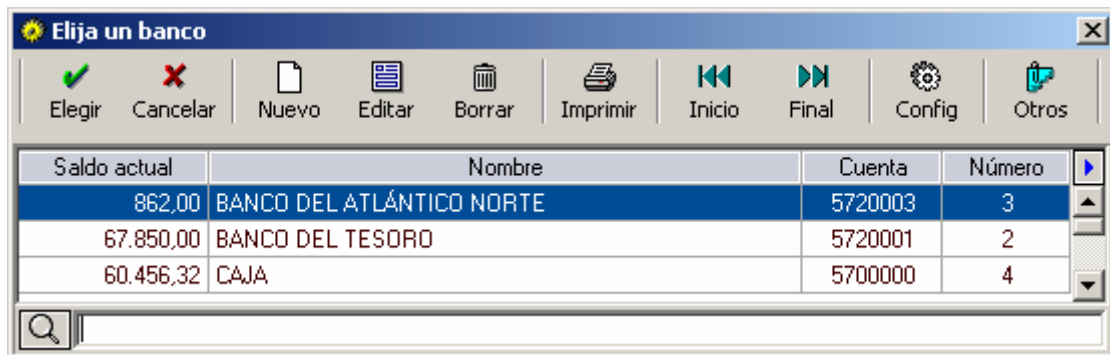 Elija un banco
Elegir Cancelar Nuevo Editar Borrar Imprimir Inicio Final Config Otros
Saldo actual Nombre Cuenta Número
862,00 BANCO DEL ATLÁNTICO NORTE 5720003 3
67.850,00 BANCO DEL TESORO 5720001 2
60.456,32 CAJA 5700000 4